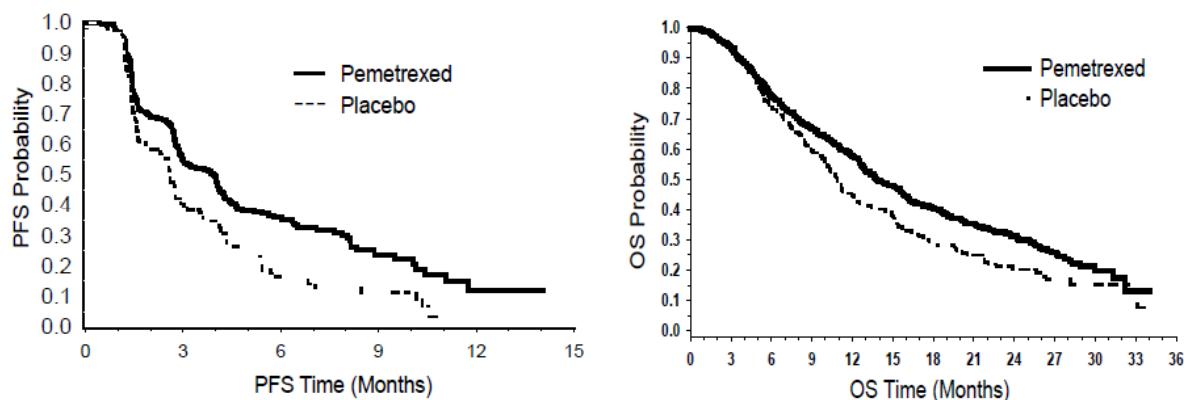 PFS Probability
1.0
0.9
0.8
0.7
0.6
0.5
0.4
0.3
0.2
0.1
0.0
Pemetrexed
Placebo
0 3 6 9 12 15
PFS Time (Months)
OS Probability
1.0
0.9
0.8
0.7
0.6
0.5
0.4
0.3
0.2
0.1
0.0
Pemetrexed
Placebo
0 3 6 9 12 15 18 21 24 27 30 33 36
OS Time (Months)